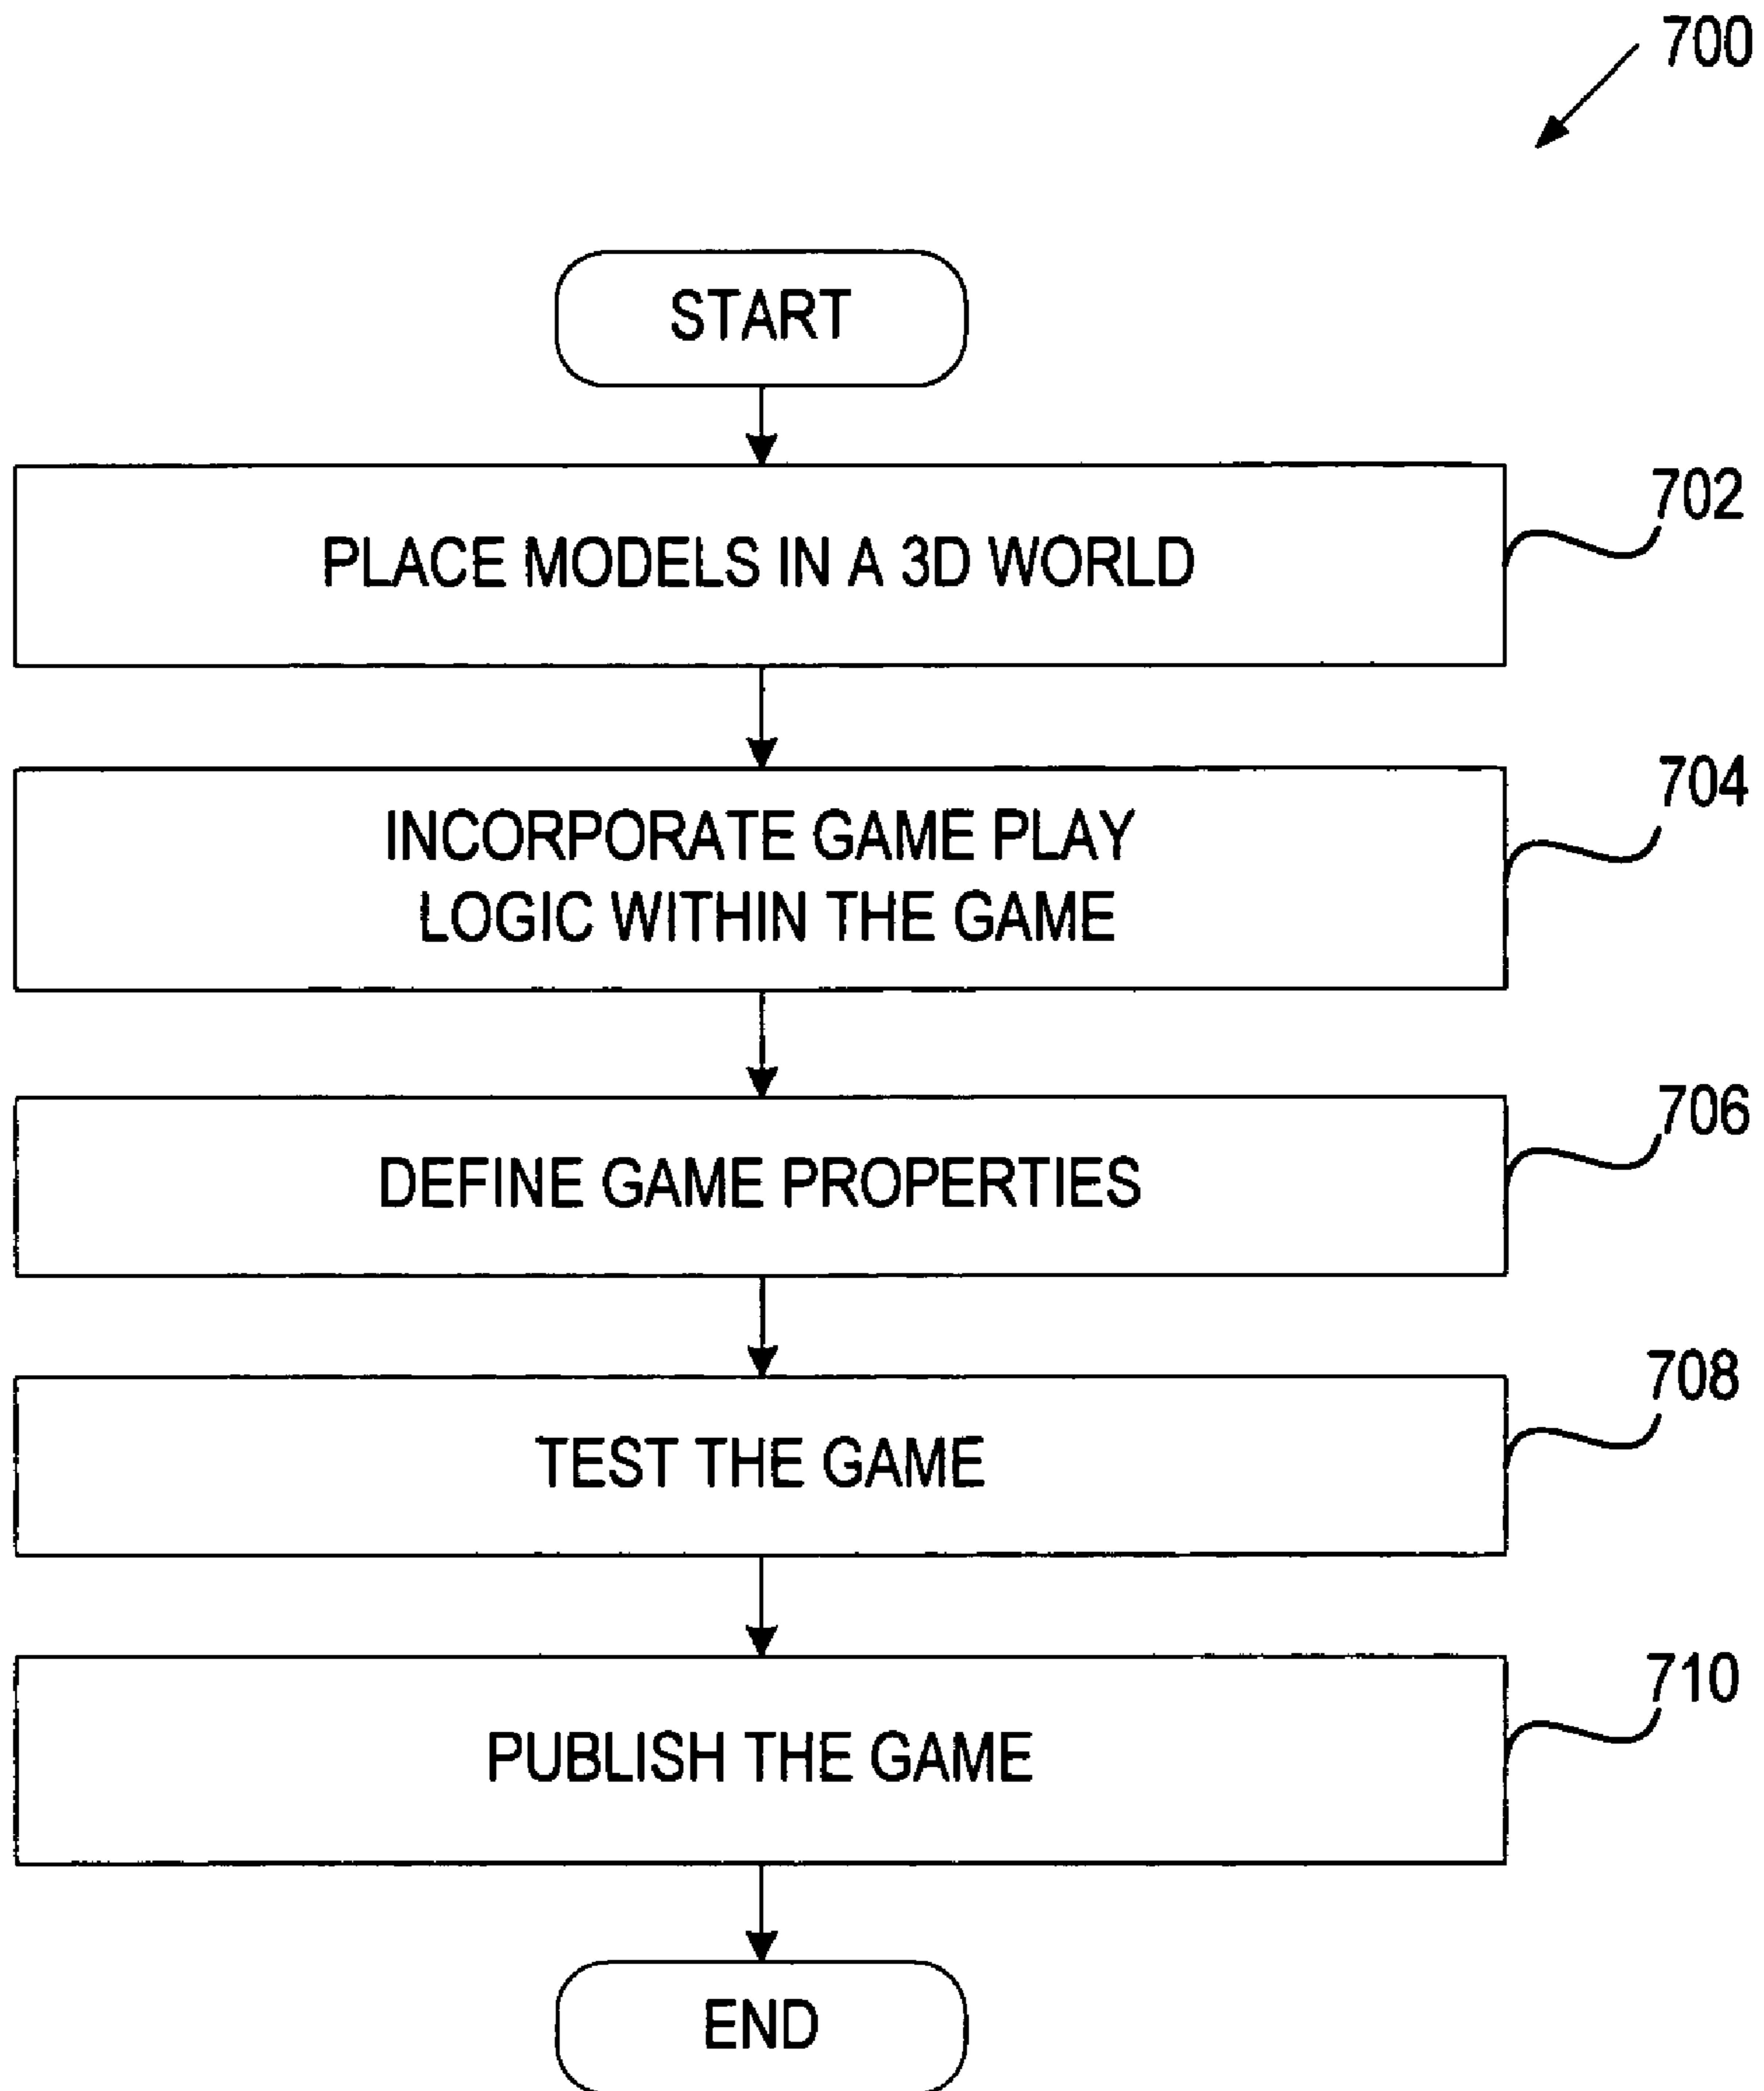 700
START
702
PLACE MODELS IN A 3D WORLD
704
INCORPORATE GAME PLAY
LOGIC WITHIN THE GAME
706
DEFINE GAME PROPERTIES
708
TEST THE GAME
710
PUBLISH THE GAME
END